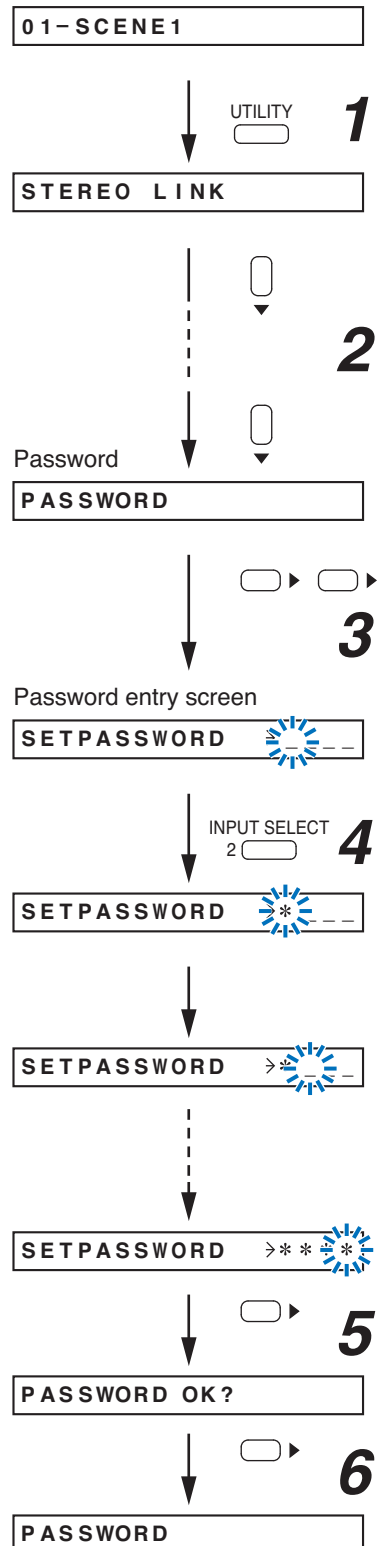 01-SCENE1
UTILITY
1
STEREO LINK
2
Password
PASSWORD
3
Password entry screen
SETPASSWORD >_ _ _ _
INPUT SELECT
2
4
SETPASSWORD >* _ _ _
SETPASSWORD >* _ _ _
SETPASSWORD >* * * *
5
PASSWORD OK?
6
PASSWORD